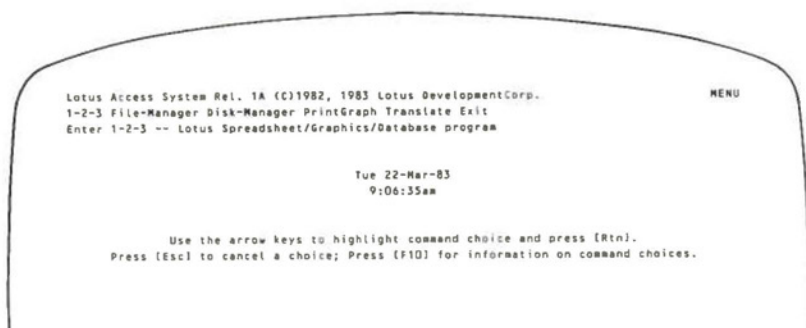 Lotus Access System Rel. 1A (C)1982, 1983 Lotus DevelopmentCorp. MENU
1-2-3 File-Manager Disk-Manager PrintGraph Translate Exit
Enter 1-2-3 -- Lotus Spreadsheet/Graphics/Database program
Tue 22-Mar-83
9:06:35am
Use the arrow keys to highlight command choice and press [Rtn].
Press [Esc] to cancel a choice; Press [F10] for information on command choices.